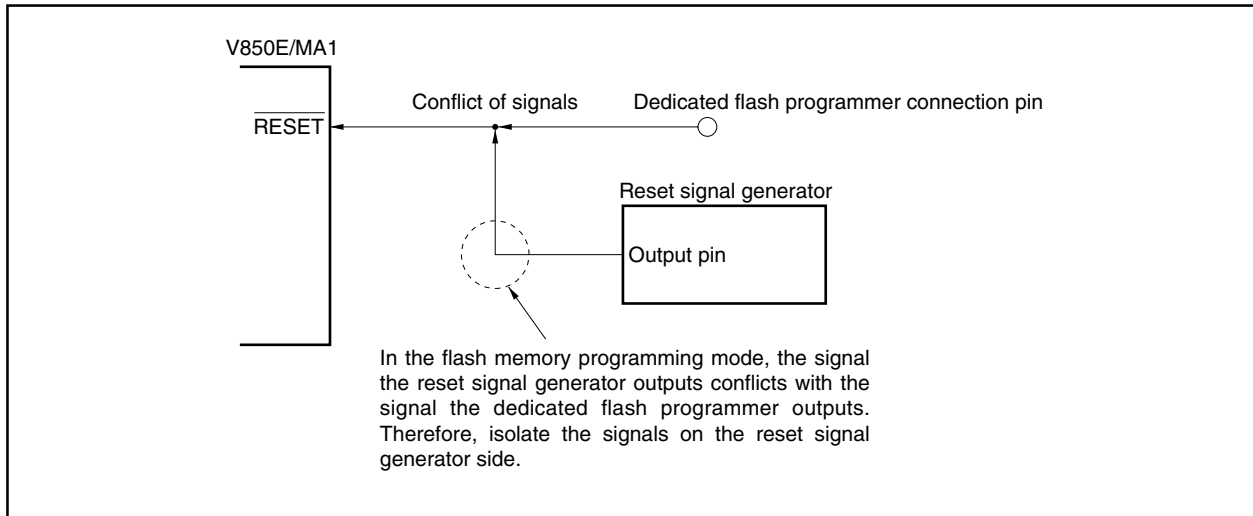 V850E/MA1
Conflict of signals
Dedicated flash programmer connection pin
RESET
Reset signal generator
Output pin
In the flash memory programming mode, the signal
the reset signal generator outputs conflicts with the
signal the dedicated flash programmer outputs.
Therefore, isolate the signals on the reset signal
generator side.